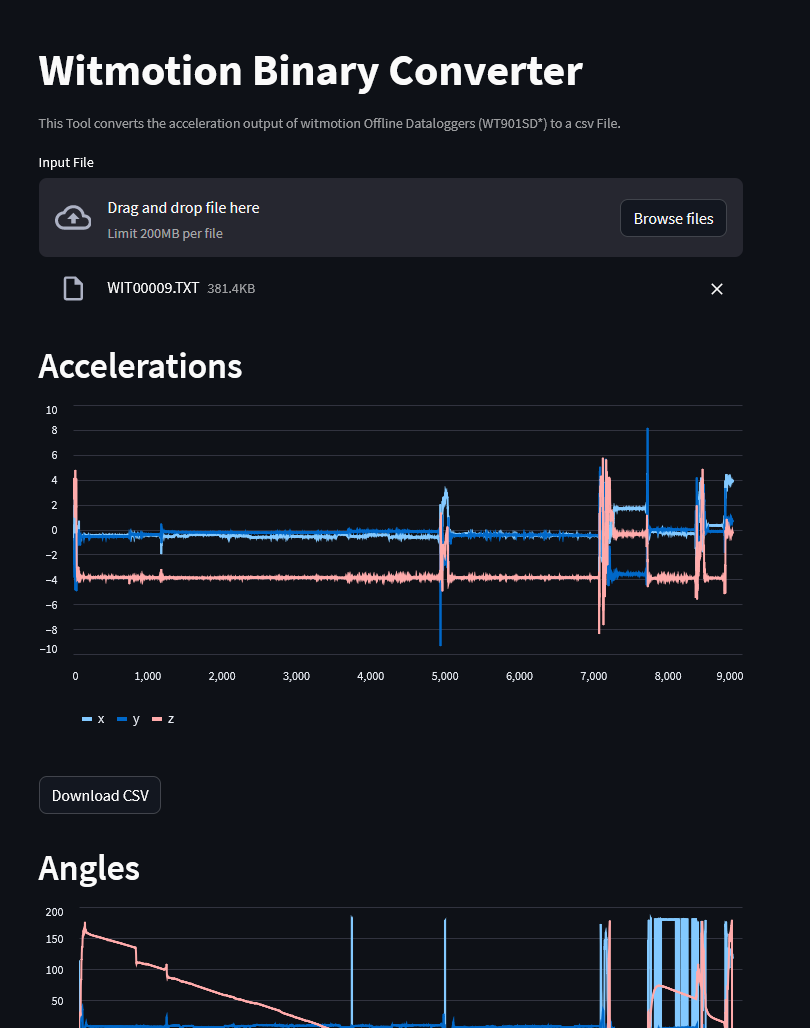 Witmotion Binary Converter
This Tool converts the acceleration output of witmotion Offline Dataloggers (WT901SD*) to a csv File.
Input File
Drag and drop file here
Limit 200MB per file
Browse files
WIT00009.TXT 381.4KB
Accelerations
10
8
6
4
2
0
−2
−4
−6
−8
−10
0 1,000 2,000 3,000 4,000 5,000 6,000 7,000 8,000 9,000
x y z
Download CSV
Angles
200
150
100
50